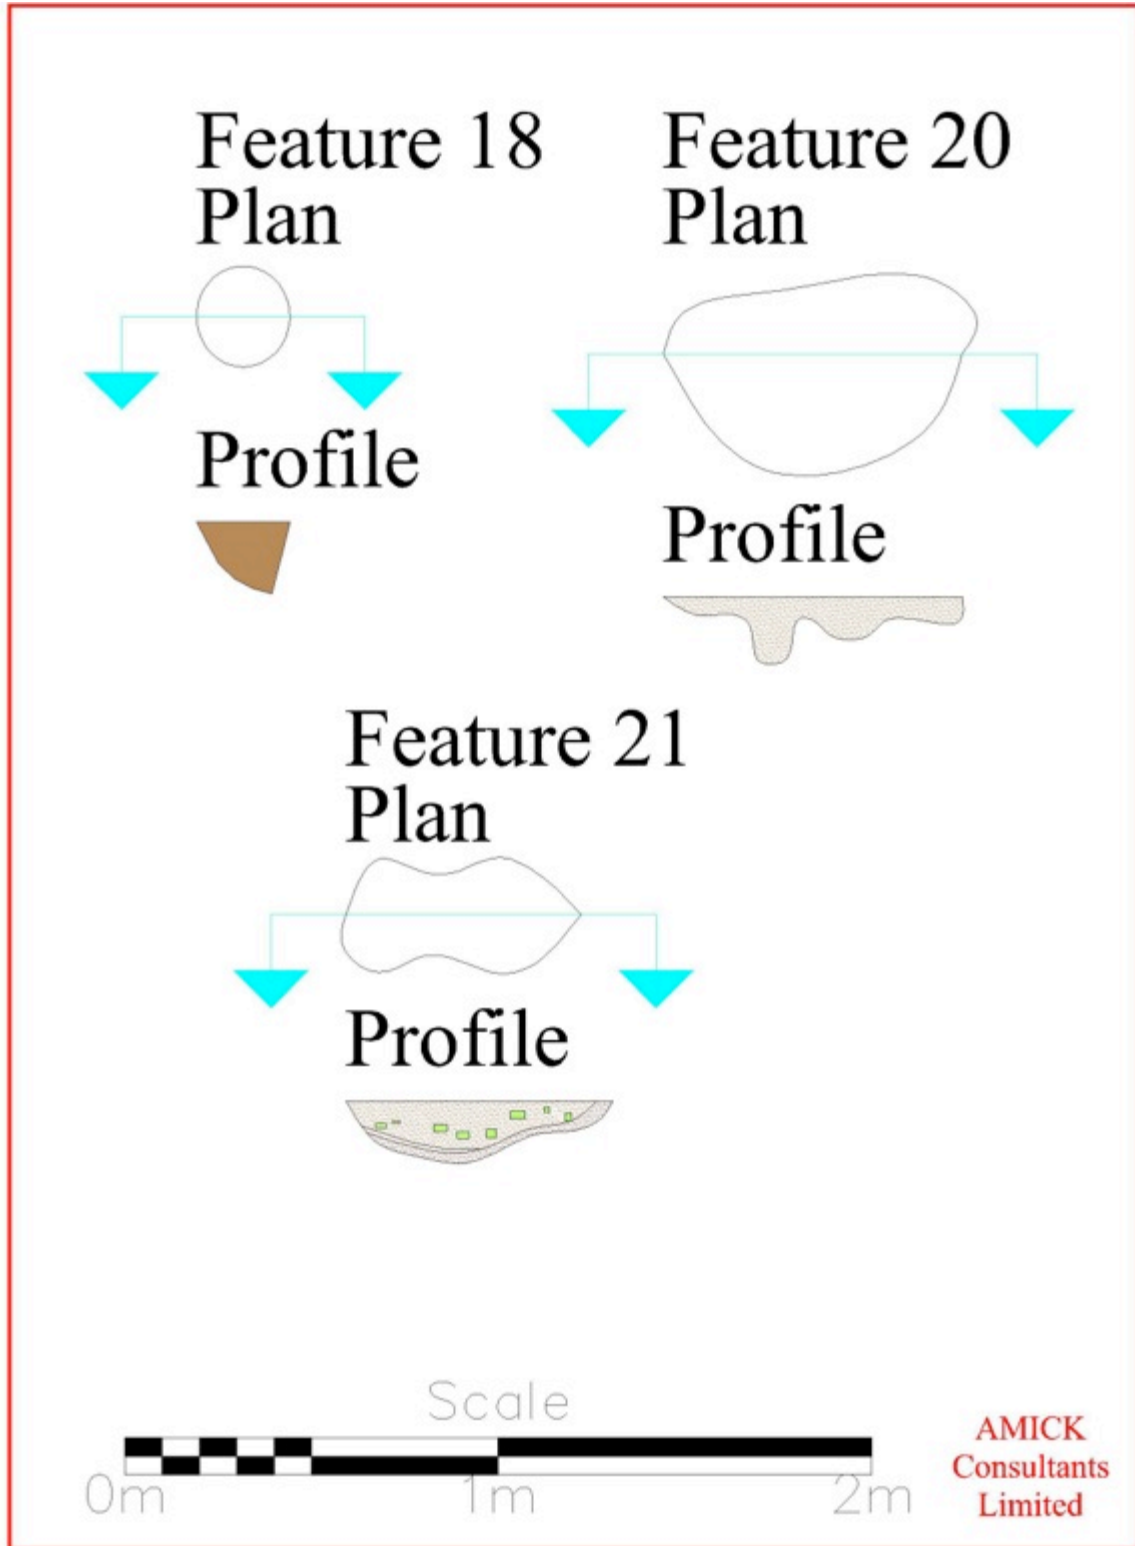 Feature 18
Plan
Profile
Feature 20
Plan
Profile
Feature 21
Plan
Profile
Scale
0m 1m 2m
AMICK
Consultants
Limited